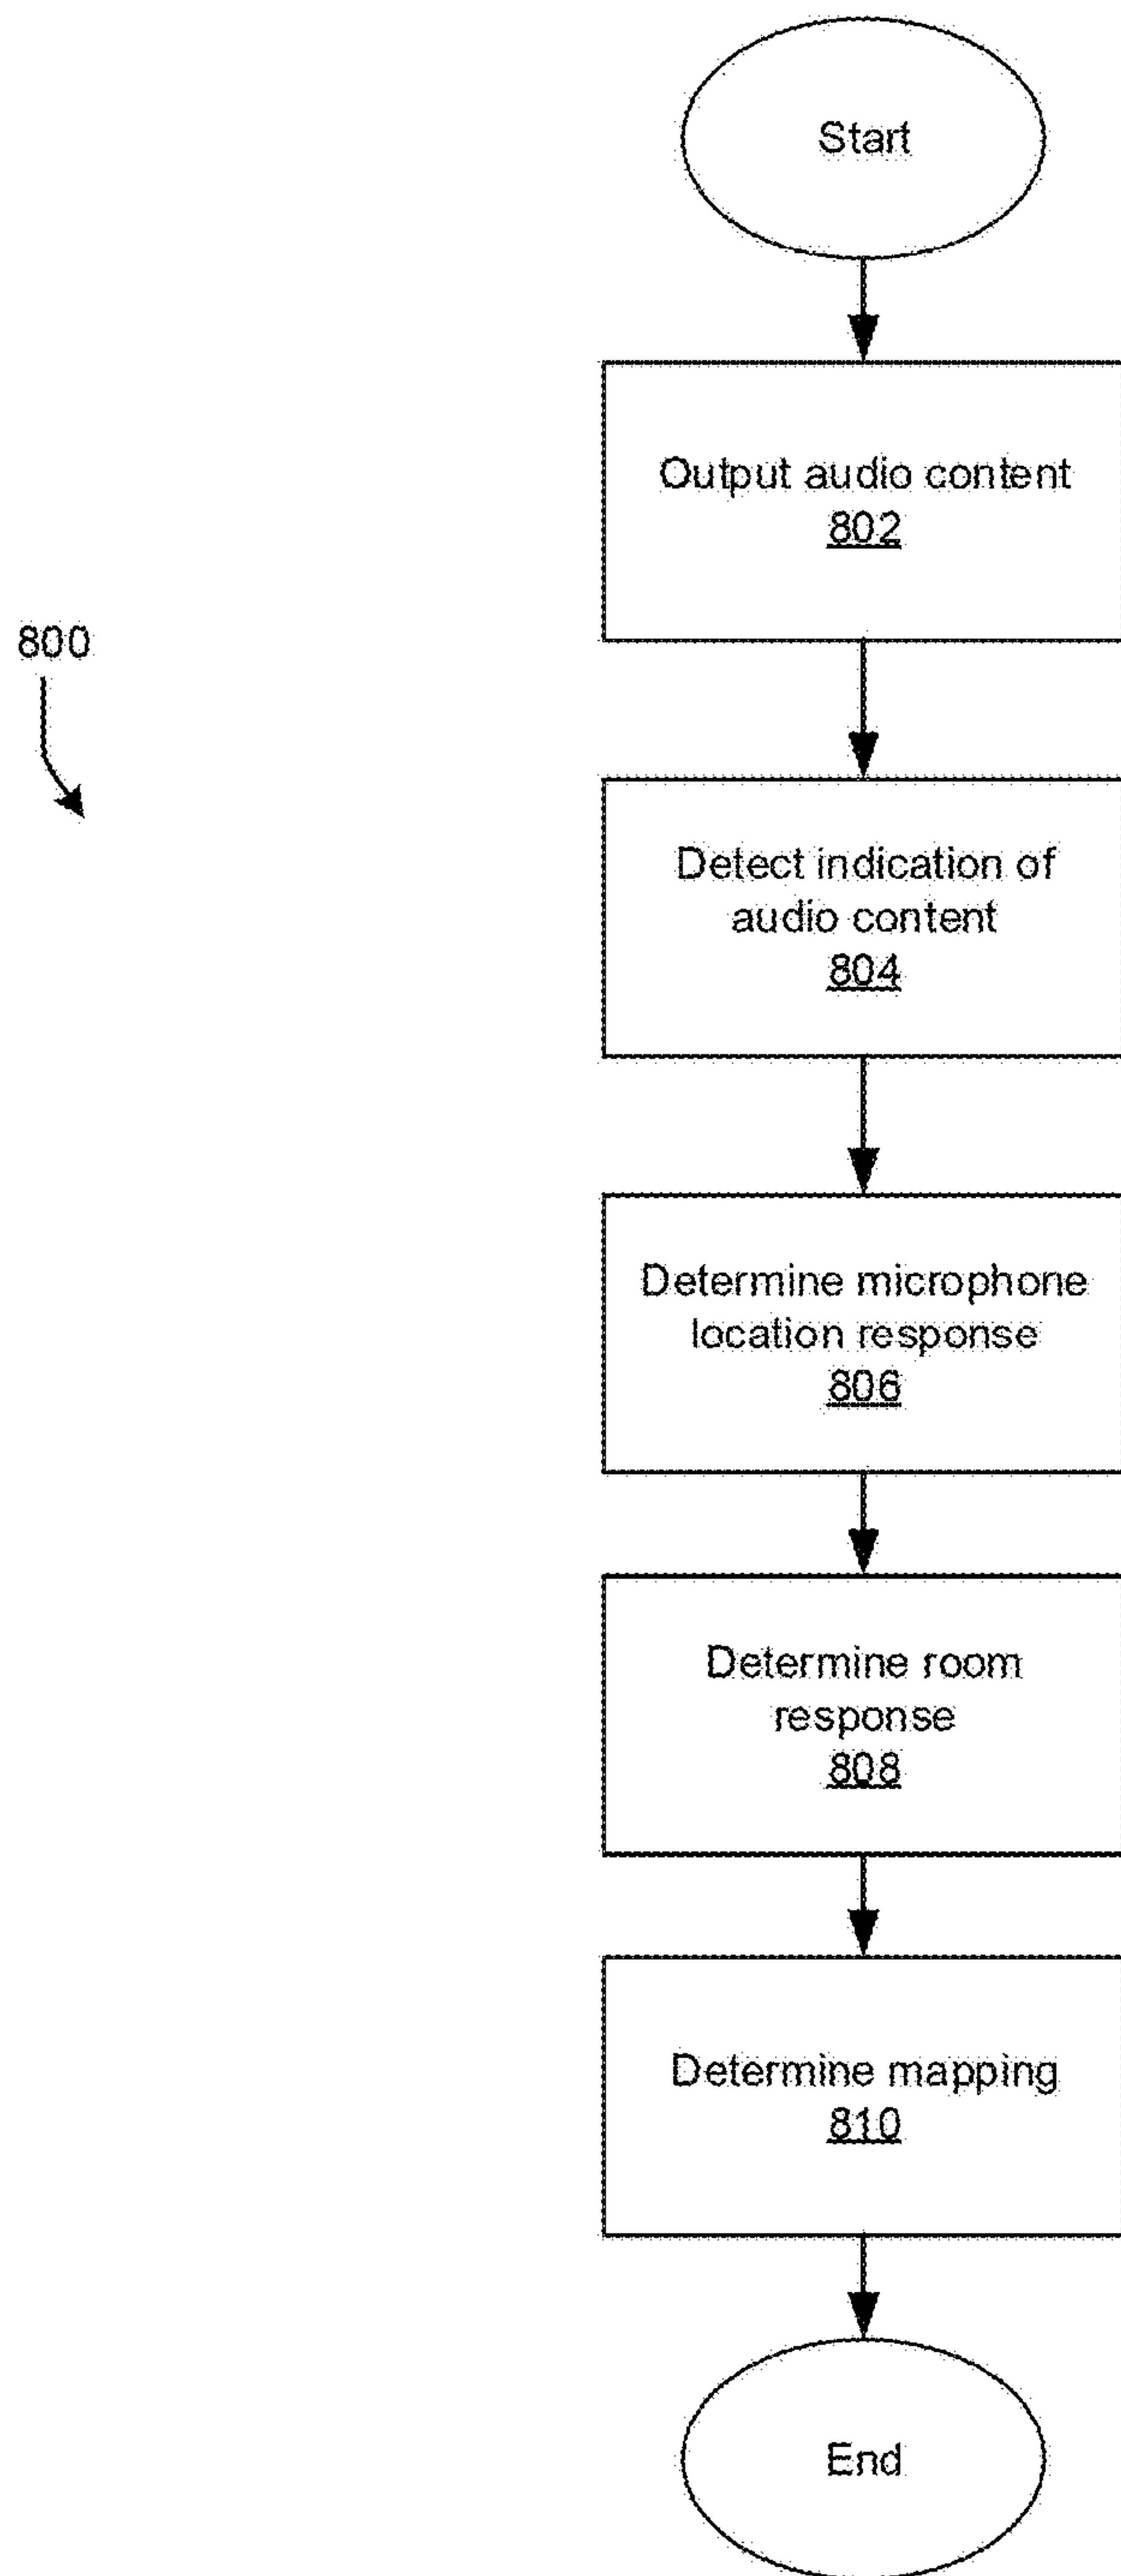 Start
Output audio content
802
800
Detect indication of
audio content
804
Determine microphone
location response
806
Determine room
response
808
Determine mapping
810
End